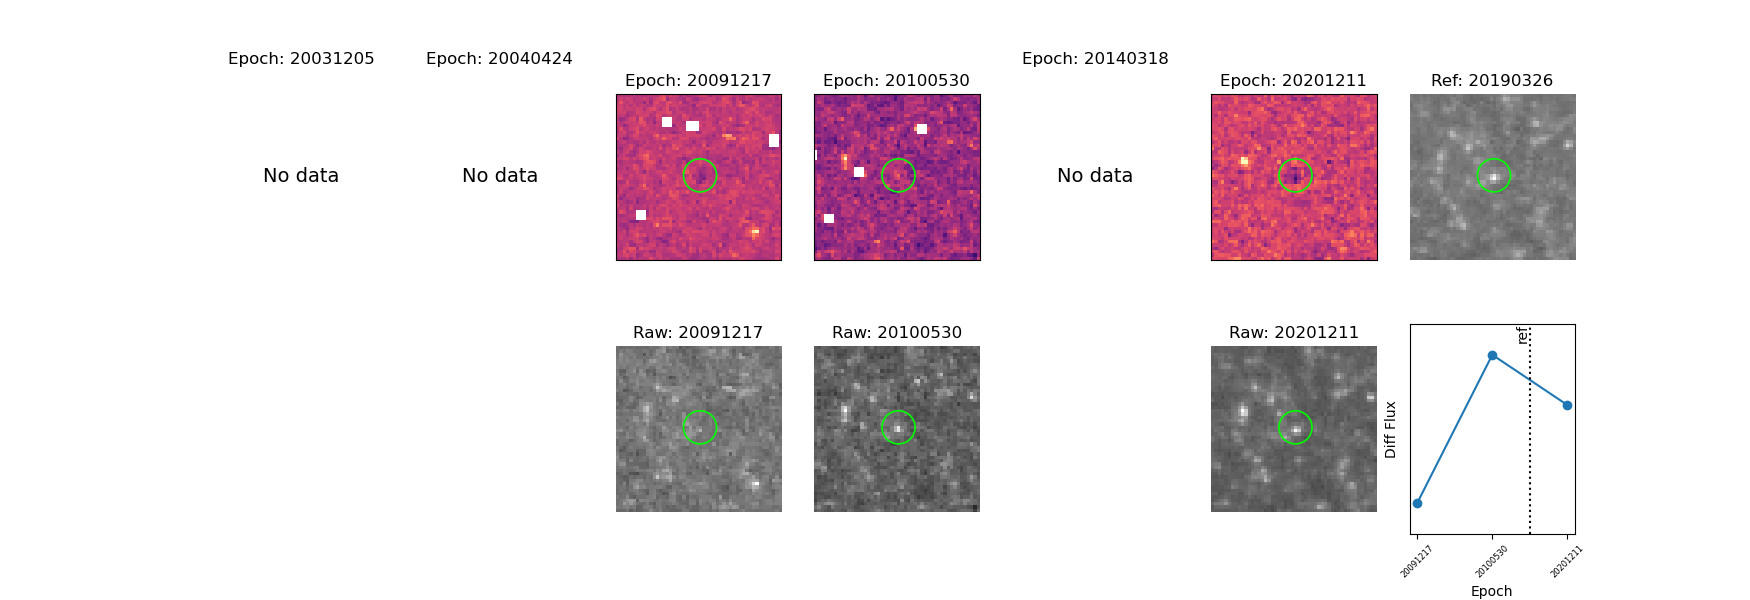 Epoch: 20031205
Epoch: 20040424
Epoch: 20091217
Epoch: 20100530
Epoch: 20140318
Epoch: 20201211
Ref: 20190326
No data
No data
No data
Raw: 20091217
Raw: 20100530
Raw: 20201211
ref
Diff Flux
20091217
20100530
20201211
Epoch